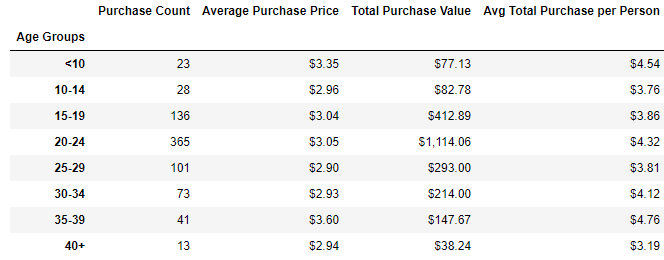 Purchase Count Average Purchase Price Total Purchase Value Avg Total Purchase per Person
Age Groups
<10 23 $3.35 $77.13 $4.54
10-14 28 $2.96 $82.78 $3.76
15-19 136 $3.04 $412.89 $3.86
20-24 365 $3.05 $1,114.06 $4.32
25-29 101 $2.90 $293.00 $3.81
30-34 73 $2.93 $214.00 $4.12
35-39 41 $3.60 $147.67 $4.76
40+ 13 $2.94 $38.24 $3.19